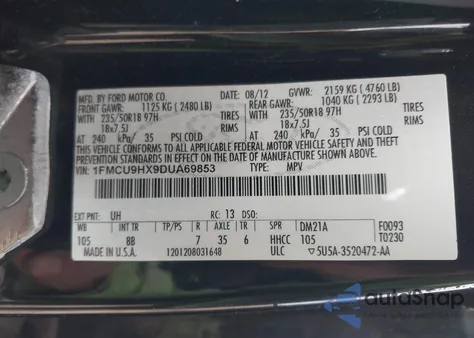 MFD. BY FORD MOTOR CO.
DATE: 08/12 GVWR: 2159 KG ( 4760 LB)
FRONT GAWR: 1125 KG ( 2480 LB) REAR GAWR: 1040 KG ( 2293 LB)
WITH 235/50R18 97H TIRES WITH 235/50R18 97H TIRES
18x7.5J RIMS 18x7.5J RIMS
AT 240 kPa/ 35 PSI COLD AT 240 kPa/ 35 PSI COLD
THIS VEHICLE CONFORMS TO ALL APPLICABLE FEDERAL MOTOR VEHICLE SAFETY AND THEFT PREVENTION STANDARDS IN EFFECT ON THE DATE OF MANUFACTURE SHOWN ABOVE.
VIN: 1FMCU9HX9DUA69853 TYPE: MPV
EXT PNT: UH RC: 13 DSO:
WB TP/PS R AXLE TR SPR DM21A F0093
105 BB 7 35 6 HHCC 105 T0230
MADE IN U.S.A. 1201208031648 ULC 5U5A-3520472-AA
autoSnap